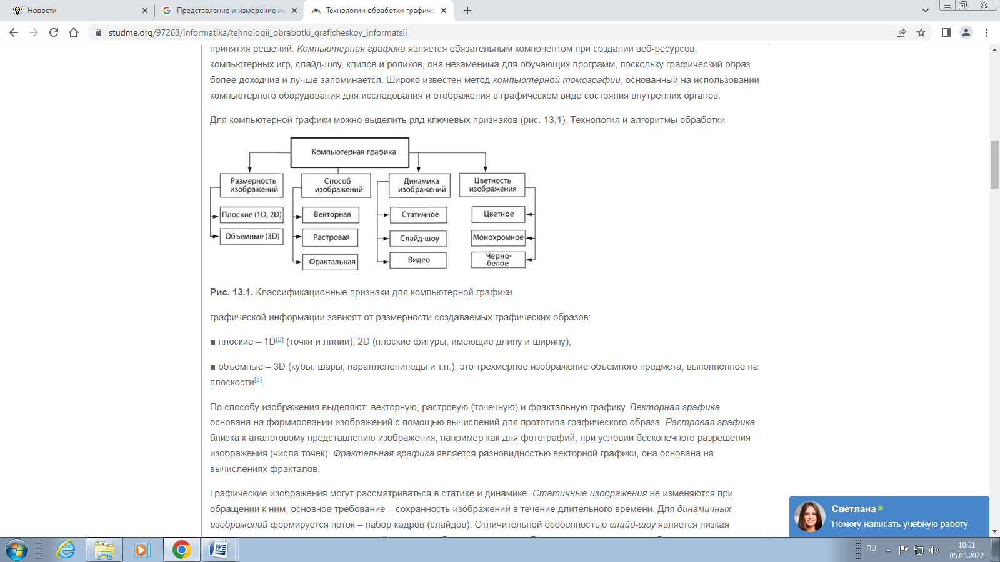 Новости
Представление и измерение ин
Технологии обработки графиче
studme.org/97263/informatika/tehnologii_obrabotki_graficheskoy_informatsii
принятия решений. Компьютерная графика является обязательным компонентом при создании веб-ресурсов,
компьютерных игр, слайд-шоу, клипов и роликов, она незаменима для обучающих программ, поскольку графический образ
более доходчив и лучше запоминается. Широко известен метод компьютерной томографии, основанный на использовании
компьютерного оборудования для исследования и отображения в графическом виде состояния внутренних органов.
Для компьютерной графики можно выделить ряд ключевых признаков (рис. 13.1). Технология и алгоритмы обработки
Компьютерная графика
Размерность
изображений
Плоские (1D, 2D)
Объемные (3D)
Способ
изображений
Векторная
Растровая
Фрактальная
Динамика
изображений
Статичное
Слайд-шоу
Видео
Цветность
изображения
Цветное
Монохромное
Черно-
белое
Рис. 13.1. Классификационные признаки для компьютерной графики
графической информации зависят от размерности создаваемых графических образов:
■ плоские – 1D[2] (точки и линии), 2D (плоские фигуры, имеющие длину и ширину);
■ объемные – 3D (кубы, шары, параллелепипеды и т.п.); это трехмерное изображение объемного предмета, выполненное на
плоскости[3].
По способу изображения выделяют: векторную, растровую (точечную) и фрактальную графику. Векторная графика
основана на формировании изображений с помощью вычислений для прототипа графического образа. Растровая графика
близка к аналоговому представлению изображения, например как для фотографий, при условии бесконечного разрешения
изображения (числа точек). Фрактальная графика является разновидностью векторной графики, она основана на
вычислениях фракталов.
Графические изображения могут рассматриваться в статике и динамике. Статичные изображения не изменяются при
обращении к ним, основное требование – сохранность изображений в течение длительного времени. Для динамичных
изображений формируется поток – набор кадров (слайдов). Отличительной особенностью слайд-шоу является низкая
Светлана
Помогу написать учебную работу
RU
10:21
05.05.2022